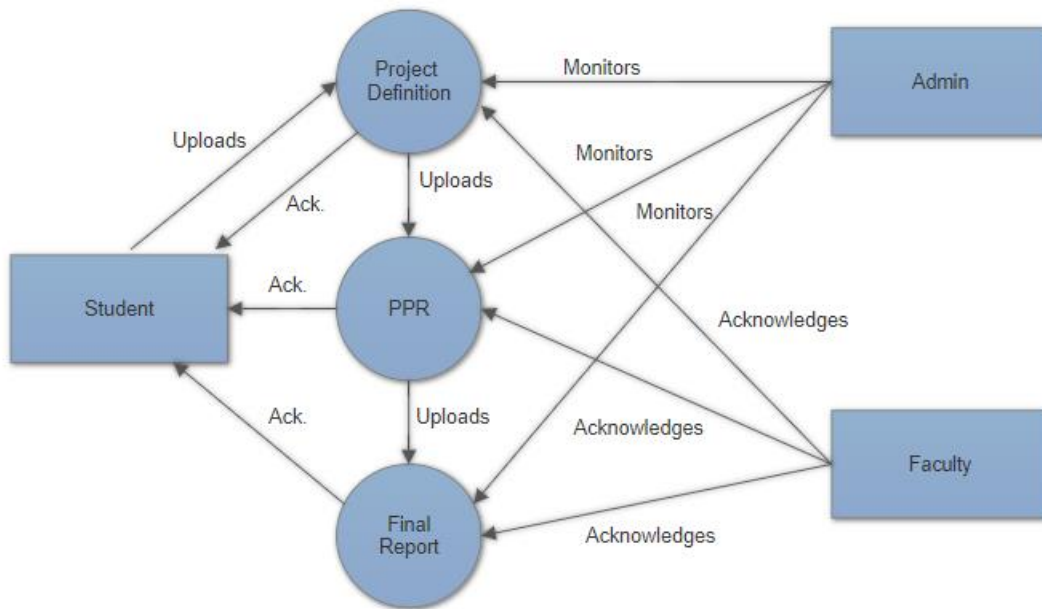 Project
Definition
Monitors
Admin
Uploads
Monitors
Uploads
Ack.
Monitors
Student
Ack.
PPR
Acknowledges
Ack.
Uploads
Acknowledges
Faculty
Final
Report
Acknowledges